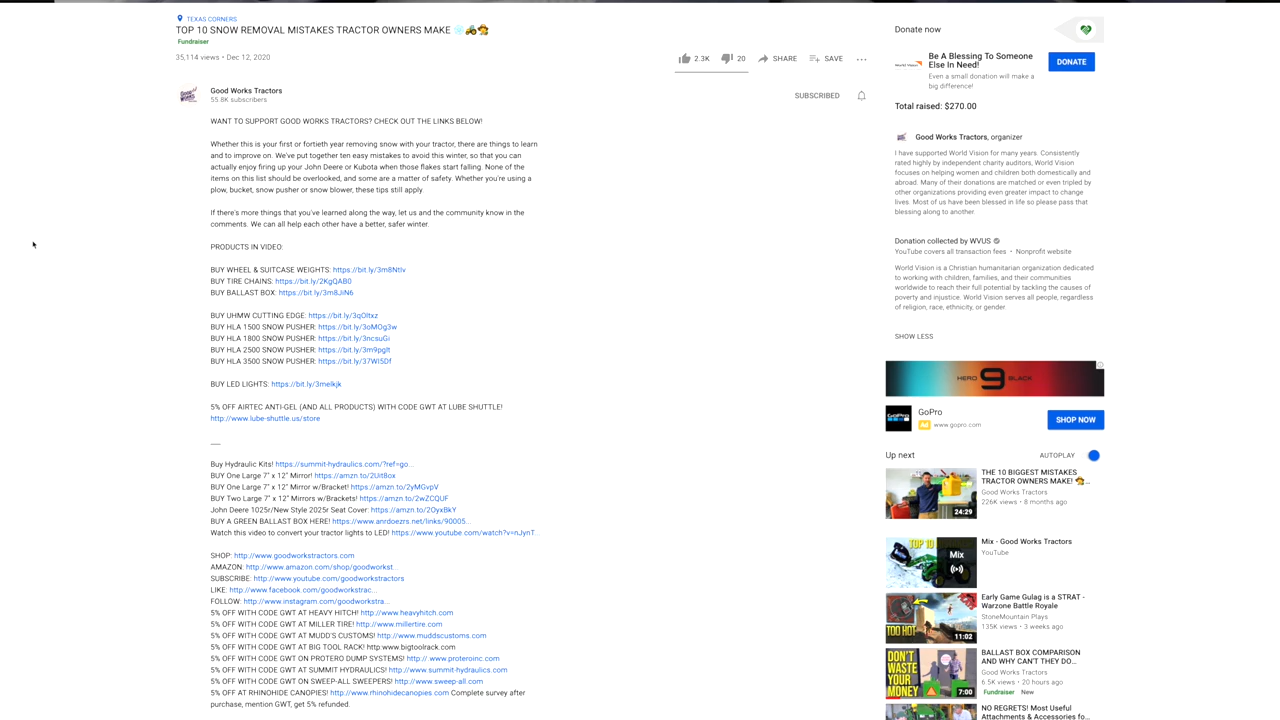 TEXAS CORNERS
TOP 10 SNOW REMOVAL MISTAKES TRACTOR OWNERS MAKE ❄️🚜🧑‍🌾
Fundraiser
35,114 views • Dec 12, 2020
2.3K
20
SHARE
SAVE
Good Works Tractors
55.8K subscribers
SUBSCRIBED
WANT TO SUPPORT GOOD WORKS TRACTORS? CHECK OUT THE LINKS BELOW!
Whether this is your first or fortieth year removing snow with your tractor, there are things to learn
and to improve on. We've put together ten easy mistakes to avoid this winter, so that you can
actually enjoy firing up your John Deere or Kubota when those flakes start falling. None of the
items on this list should be overlooked, and some are a matter of safety. Whether you're using a
plow, bucket, snow pusher or snow blower, these tips still apply.
If there's more things that you've learned along the way, let us and the community know in the
comments. We can all help each other have a better, safer winter.
PRODUCTS IN VIDEO:
BUY WHEEL & SUITCASE WEIGHTS: https://bit.ly/3m8NtIv
BUY TIRE CHAINS: https://bit.ly/2KgQAB0
BUY BALLAST BOX: https://bit.ly/3m8JiN6
BUY UHMW CUTTING EDGE: https://bit.ly/3qOltxz
BUY HLA 1500 SNOW PUSHER: https://bit.ly/3oMOg3w
BUY HLA 1800 SNOW PUSHER: https://bit.ly/3ncsuGi
BUY HLA 2500 SNOW PUSHER: https://bit.ly/3m9pglt
BUY HLA 3500 SNOW PUSHER: https://bit.ly/37WI5Df
BUY LED LIGHTS: https://bit.ly/3melkjk
5% OFF AIRTEC ANTI-GEL (AND ALL PRODUCTS) WITH CODE GWT AT LUBE SHUTTLE!
http://www.lube-shuttle.us/store
___
Buy Hydraulic Kits! https://summit-hydraulics.com/?ref=go...
BUY One Large 7" x 12" Mirror! https://amzn.to/2Uit8ox
BUY One Large 7" x 12" Mirror w/Bracket! https://amzn.to/2yMGvpV
BUY Two Large 7" x 12" Mirrors w/Brackets! https://amzn.to/2wZCQUF
John Deere 1025r/New Style 2025r Seat Cover: https://amzn.to/2OyxBkY
BUY A GREEN BALLAST BOX HERE! https://www.anrdoezrs.net/links/90005...
Watch this video to convert your tractor lights to LED! https://www.youtube.com/watch?v=nJynT...
SHOP: http://www.goodworkstractors.com
AMAZON: http://www.amazon.com/shop/goodworkst...
SUBSCRIBE: http://www.youtube.com/goodworkstractors
LIKE: http://www.facebook.com/goodworkstrac...
FOLLOW: http://www.instagram.com/goodworkstra...
5% OFF WITH CODE GWT AT HEAVY HITCH! http://www.heavyhitch.com
5% OFF WITH CODE GWT AT MILLER TIRE! http://www.millertire.com
5% OFF WITH CODE GWT AT MUDD'S CUSTOMS! http://www.muddscustoms.com
5% OFF WITH CODE GWT AT BIG TOOL RACK! http:www.bigtoolrack.com
5% OFF WITH CODE GWT ON PROTERO DUMP SYSTEMS! http://.www.proteroinc.com
5% OFF WITH CODE GWT AT SUMMIT HYDRAULICS! http://www.summit-hydraulics.com
5% OFF WITH CODE GWT ON SWEEP-ALL SWEEPERS! http://www.sweep-all.com
5% OFF AT RHINOHIDE CANOPIES! http://www.rhinohidecanopies.com Complete survey after
purchase, mention GWT, get 5% refunded.
Donate now
World Vision
Be A Blessing To Someone
Else In Need!
Even a small donation will make a
big difference!
DONATE
Total raised: $270.00
Good Works Tractors, organizer
I have supported World Vision for many years. Consistently
rated highly by independent charity auditors, World Vision
focuses on helping women and children both domestically and
abroad. Many of their donations are matched or even tripled by
other organizations providing even greater impact to change
lives. Most of us have been blessed in life so please pass that
blessing along to another.
Donation collected by WVUS
YouTube covers all transaction fees • Nonprofit website
World Vision is a Christian humanitarian organization dedicated
to working with children, families, and their communities
worldwide to reach their full potential by tackling the causes of
poverty and injustice. World Vision serves all people, regardless
of religion, race, ethnicity, or gender.
SHOW LESS
HERO 9 BLACK
GoPro
GoPro
Ad
www.gopro.com
SHOP NOW
Up next
AUTOPLAY
24:29
THE 10 BIGGEST MISTAKES
TRACTOR OWNERS MAKE! 🧑‍🌾...
Good Works Tractors
226K views • 8 months ago
TOP 10
Mix
Mix - Good Works Tractors
YouTube
TOO HOT
11:02
Early Game Gulag is a STRAT -
Warzone Battle Royale
StoneMountain Plays
135K views • 3 weeks ago
DON'T
WASTE
YOUR
MONEY
7:00
BALLAST BOX COMPARISON
AND WHY CAN'T THEY DO...
Good Works Tractors
6.5K views • 20 hours ago
Fundraiser
New
NO REGRETS! Most Useful
Attachments & Accessories fo...